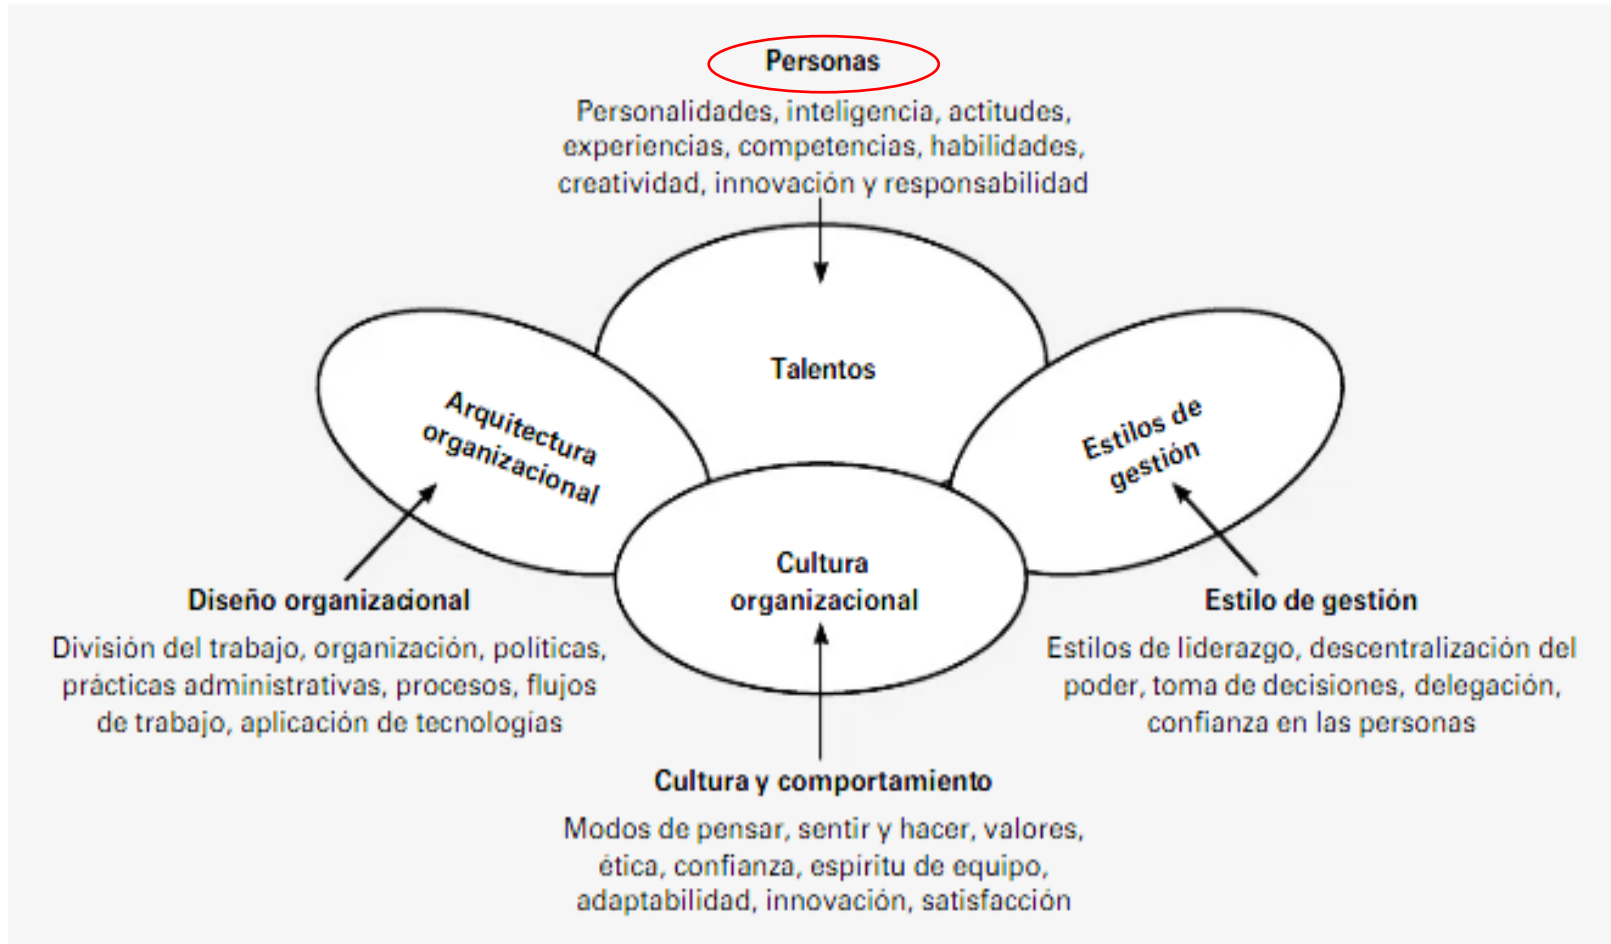 Personas
Personalidades, inteligencia, actitudes,
experiencias, competencias, habilidades,
creatividad, innovación y responsabilidad
Talentos
Arquitectura
organizacional
Estilos de
gestión
Cultura
organizacional
Diseño organizacional
División del trabajo, organización, políticas,
prácticas administrativas, procesos, flujos
de trabajo, aplicación de tecnologías
Estilo de gestión
Estilos de liderazgo, descentralización del
poder, toma de decisiones, delegación,
confianza en las personas
Cultura y comportamiento
Modos de pensar, sentir y hacer, valores,
ética, confianza, espíritu de equipo,
adaptabilidad, innovación, satisfacción